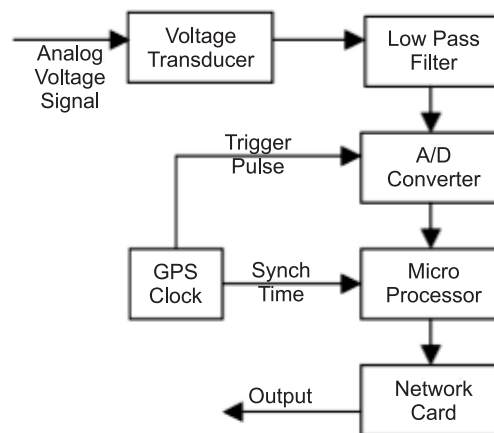 Analog
Voltage
Signal
Voltage
Transducer
Low Pass
Filter
Trigger
Pulse
A/D
Converter
GPS
Clock
Synch
Time
Micro
Processor
Output
Network
Card